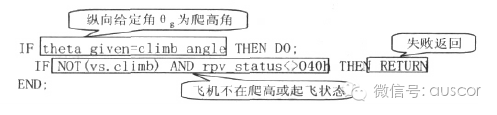 纵向给定角θg为爬高角
IF theta given=climb angle THEN DO;
失败返回
IF NOT(vs.climb) AND rpv status<>040h THEN RETURN
END;
飞机不在爬高或起飞状态
微信号: auscor